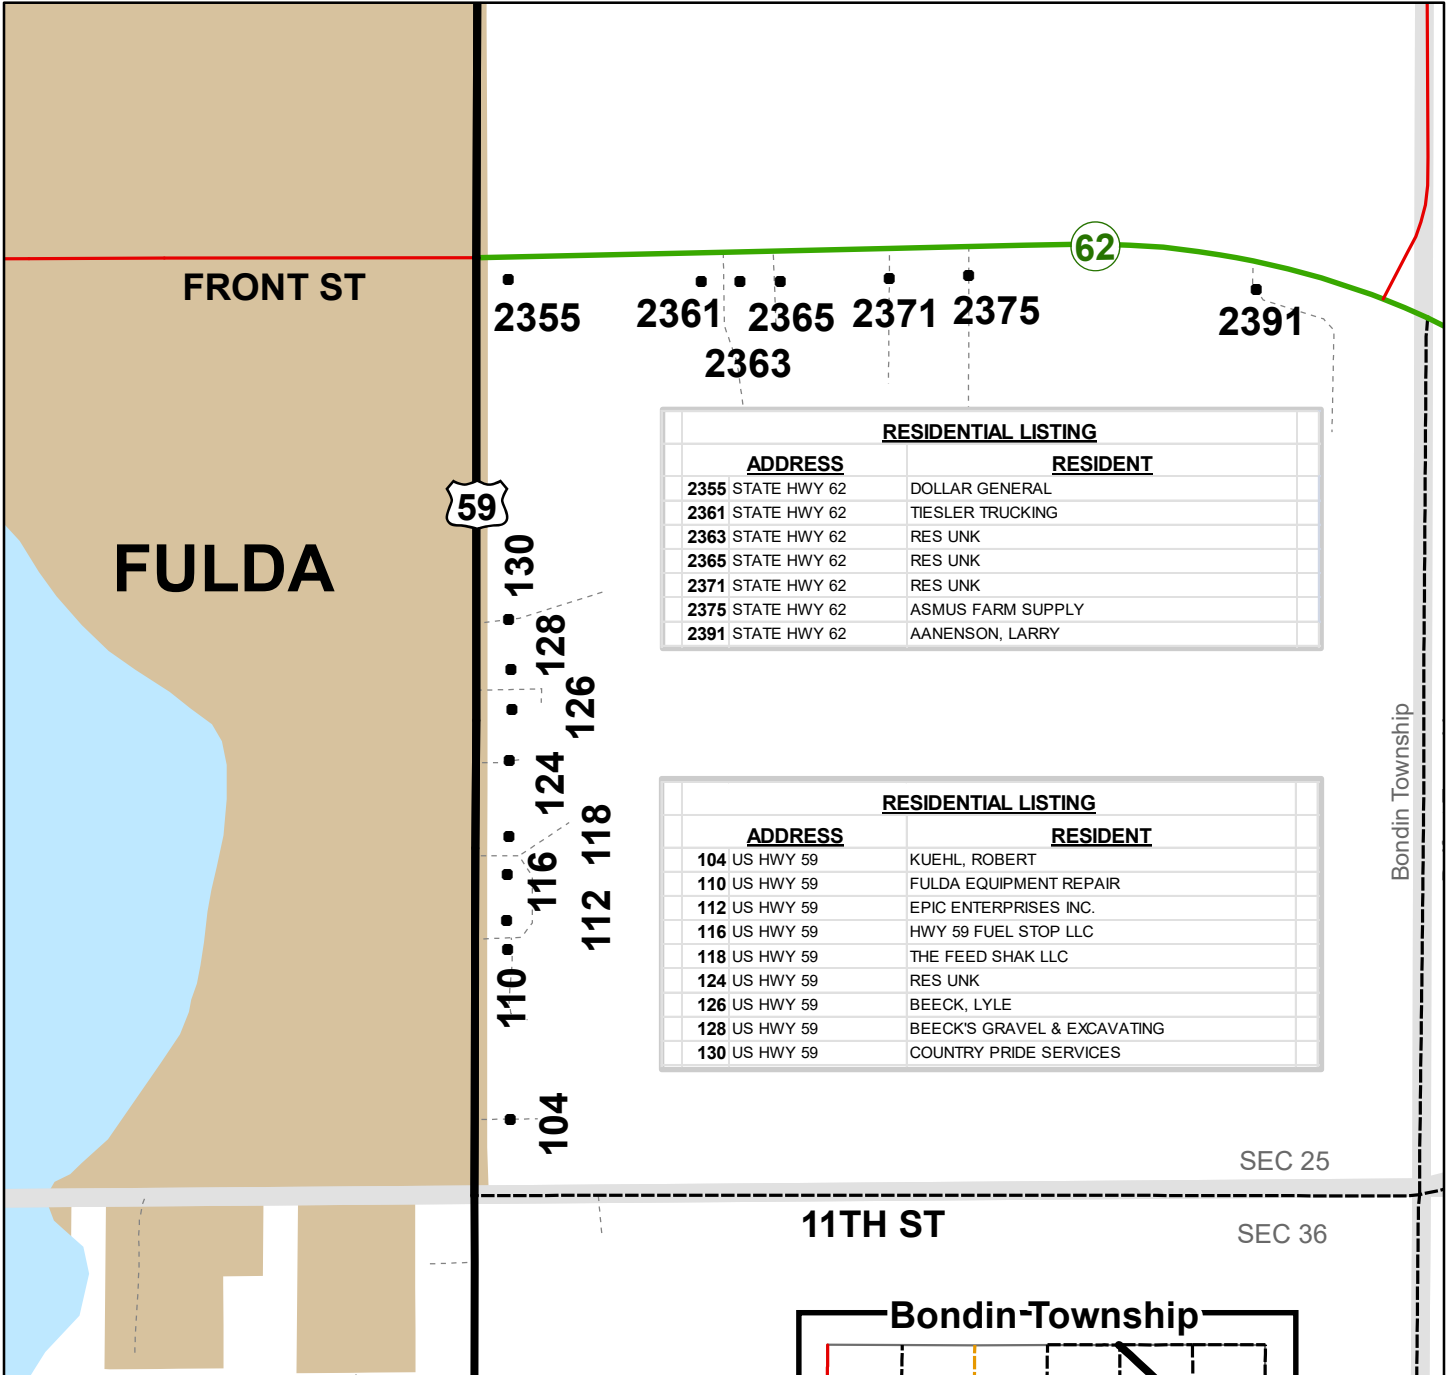 62
FRONT ST
2355
2361
2365
2371
2375
2391
2363
RESIDENTIAL LISTING
ADDRESS RESIDENT
2355 STATE HWY 62 DOLLAR GENERAL
2361 STATE HWY 62 TIESLER TRUCKING
2363 STATE HWY 62 RES UNK
2365 STATE HWY 62 RES UNK
2371 STATE HWY 62 RES UNK
2375 STATE HWY 62 ASMUS FARM SUPPLY
2391 STATE HWY 62 AANENSON, LARRY
59
FULDA
130
128
126
124
118
116
112
110
104
Bondin Township
RESIDENTIAL LISTING
ADDRESS RESIDENT
104 US HWY 59 KUEHL, ROBERT
110 US HWY 59 FULDA EQUIPMENT REPAIR
112 US HWY 59 EPIC ENTERPRISES INC.
116 US HWY 59 HWY 59 FUEL STOP LLC
118 US HWY 59 THE FEED SHAK LLC
124 US HWY 59 RES UNK
126 US HWY 59 BEECK, LYLE
128 US HWY 59 BEECK'S GRAVEL & EXCAVATING
130 US HWY 59 COUNTRY PRIDE SERVICES
SEC 25
11TH ST
SEC 36
Bondin Township